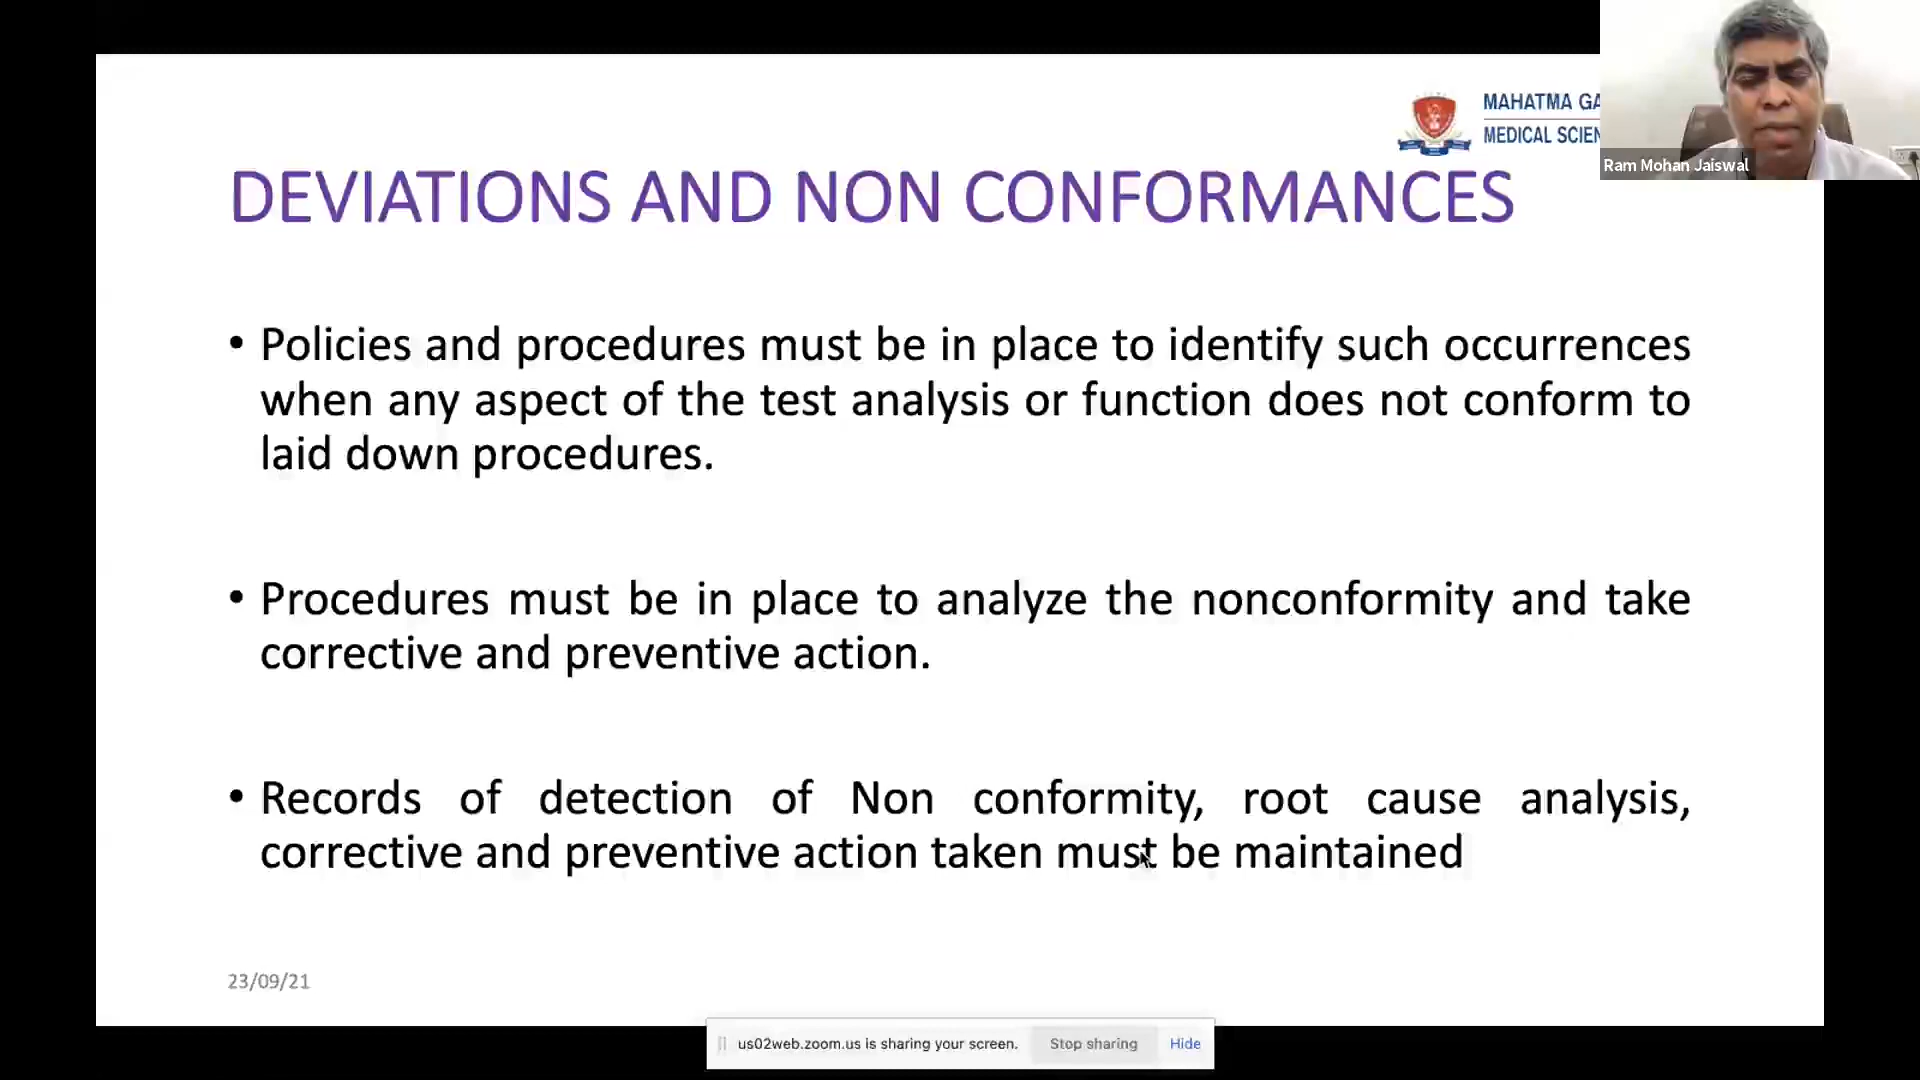 MAHATMA
MEDICAL
Ram Mohan Jaiswal
DEVIATIONS AND NON CONFORMANCES
• Policies and procedures must be in place to identify such occurrences
when any aspect of the test analysis or function does not conform to
laid down procedures.
• Procedures must be in place to analyze the nonconformity and take
corrective and preventive action.
• Records of detection of Non conformity, root cause analysis,
corrective and preventive action taken must be maintained
23/09/21
us02web.zoom.us is sharing your screen. Stop sharing Hide